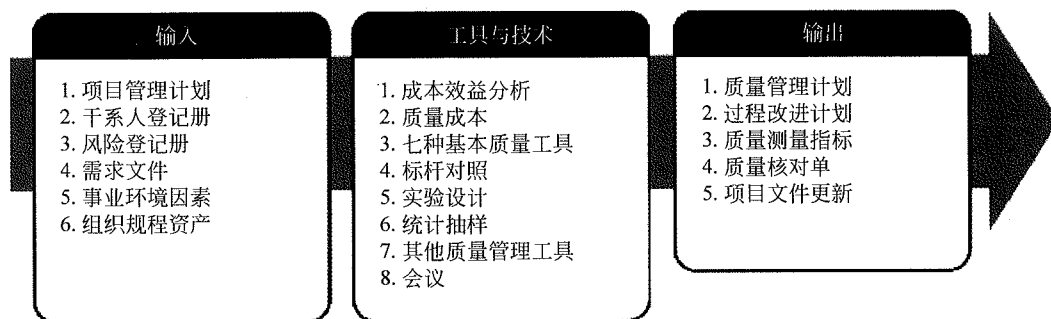 输入
1. 项目管理计划
2. 干系人登记册
3. 风险登记册
4. 需求文件
5. 事业环境因素
6. 组织规程资产
工具与技术
1. 成本效益分析
2. 质量成本
3. 七种基本质量工具
4. 标杆对照
5. 实验设计
6. 统计抽样
7. 其他质量管理工具
8. 会议
输出
1. 质量管理计划
2. 过程改进计划
3. 质量测量指标
4. 质量核对单
5. 项目文件更新